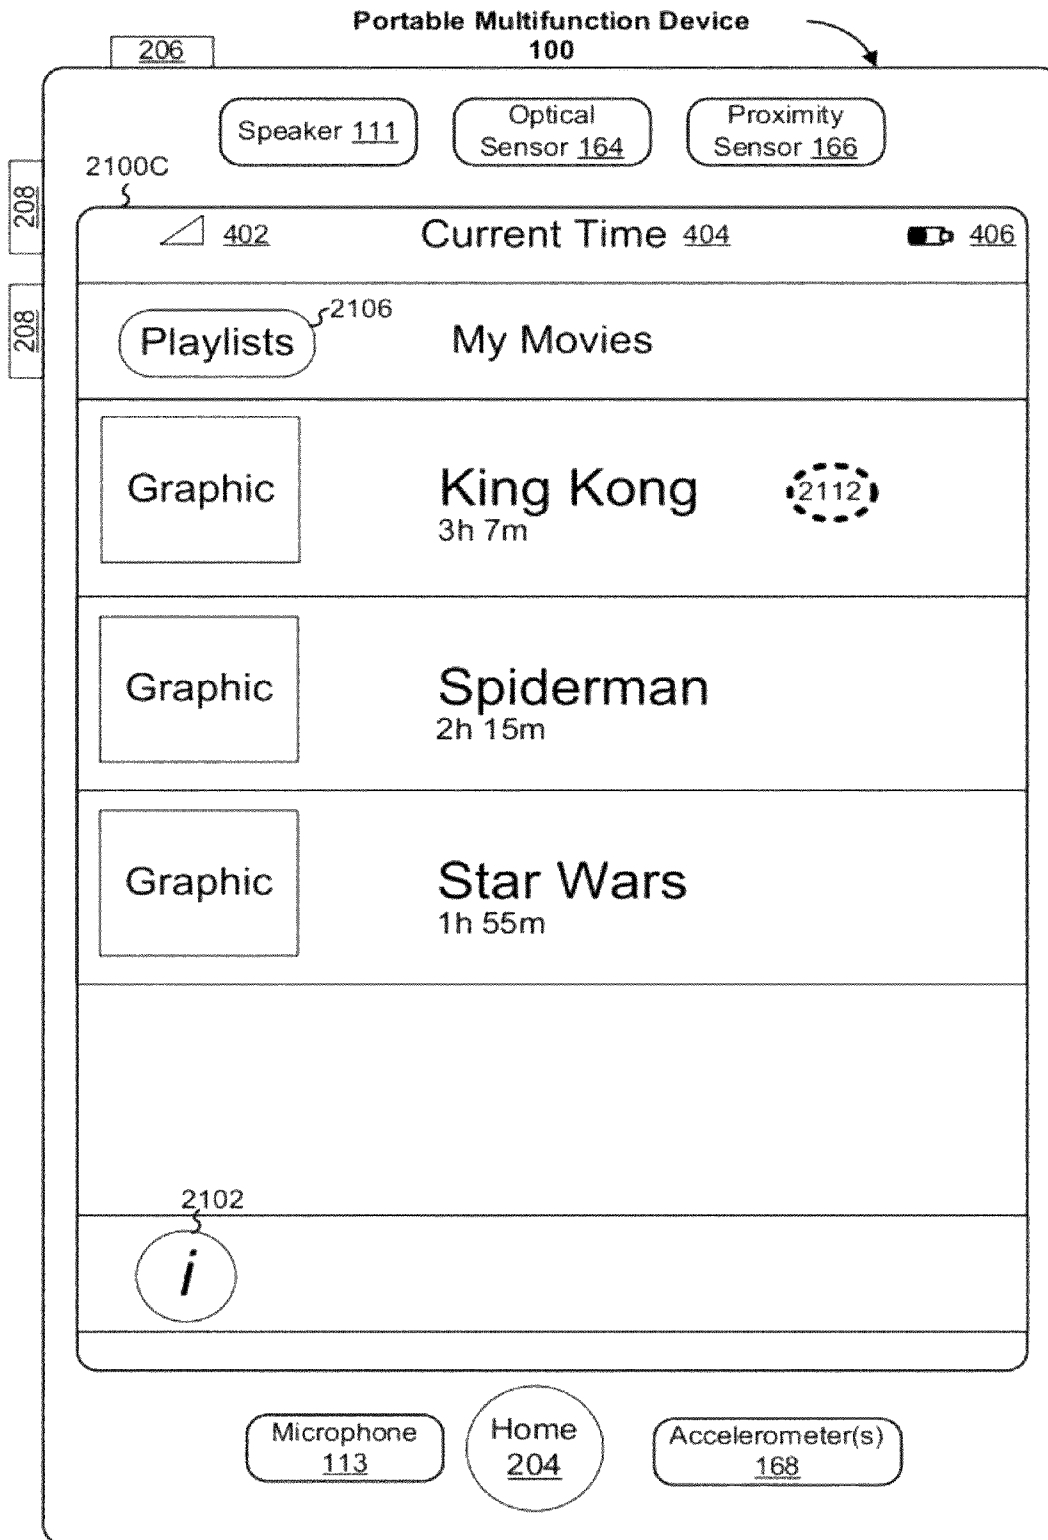 Portable Multifunction Device
100
206
Speaker 111
Optical
Sensor 164
Proximity
Sensor 166
2100C
208
208
402
Current Time 404
406
Playlists
2106
My Movies
Graphic
King Kong
3h 7m
2112
Graphic
Spiderman
2h 15m
Graphic
Star Wars
1h 55m
2102
i
Microphone
113
Home
204
Accelerometer(s)
168